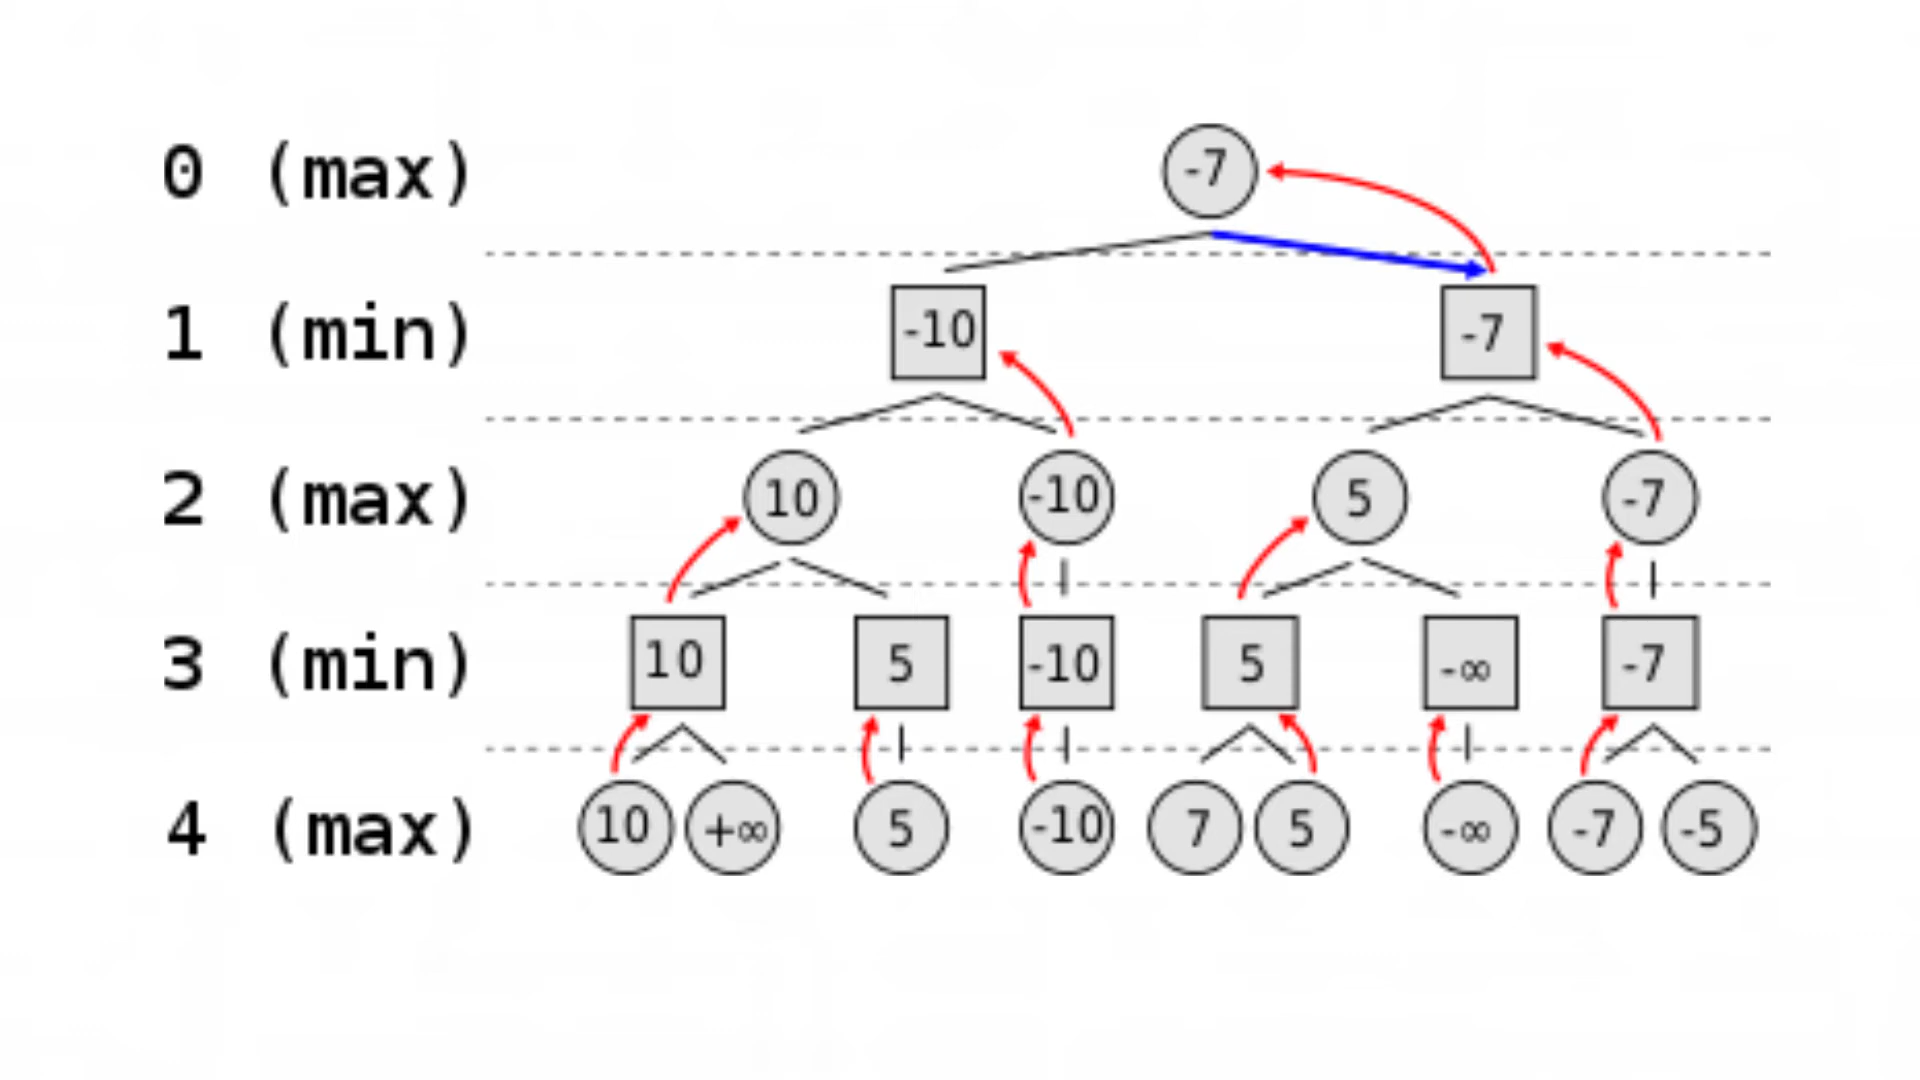 0 (max) -7
1 (min) -10 -7
2 (max) 10 -10 5 -7
3 (min) 10 5 -10 5 -∞ -7
4 (max) 10 +∞ 5 -10 7 5 -∞ -7 -5